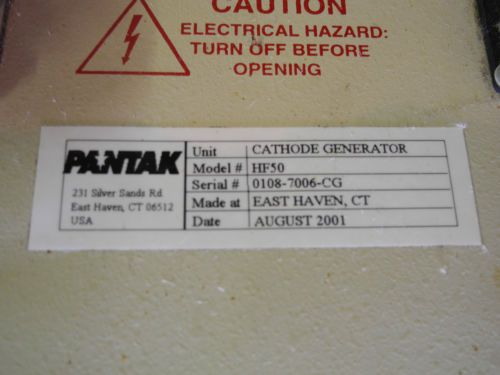 CAUTION
ELECTRICAL HAZARD:
TURN OFF BEFORE
OPENING
PANTAK
231 Silver Sands Rd.
East Haven, CT 06512
USA
Unit CATHODE GENERATOR
Model # HF50
Serial # 0108-7006-CG
Made at EAST HAVEN, CT
Date AUGUST 2001